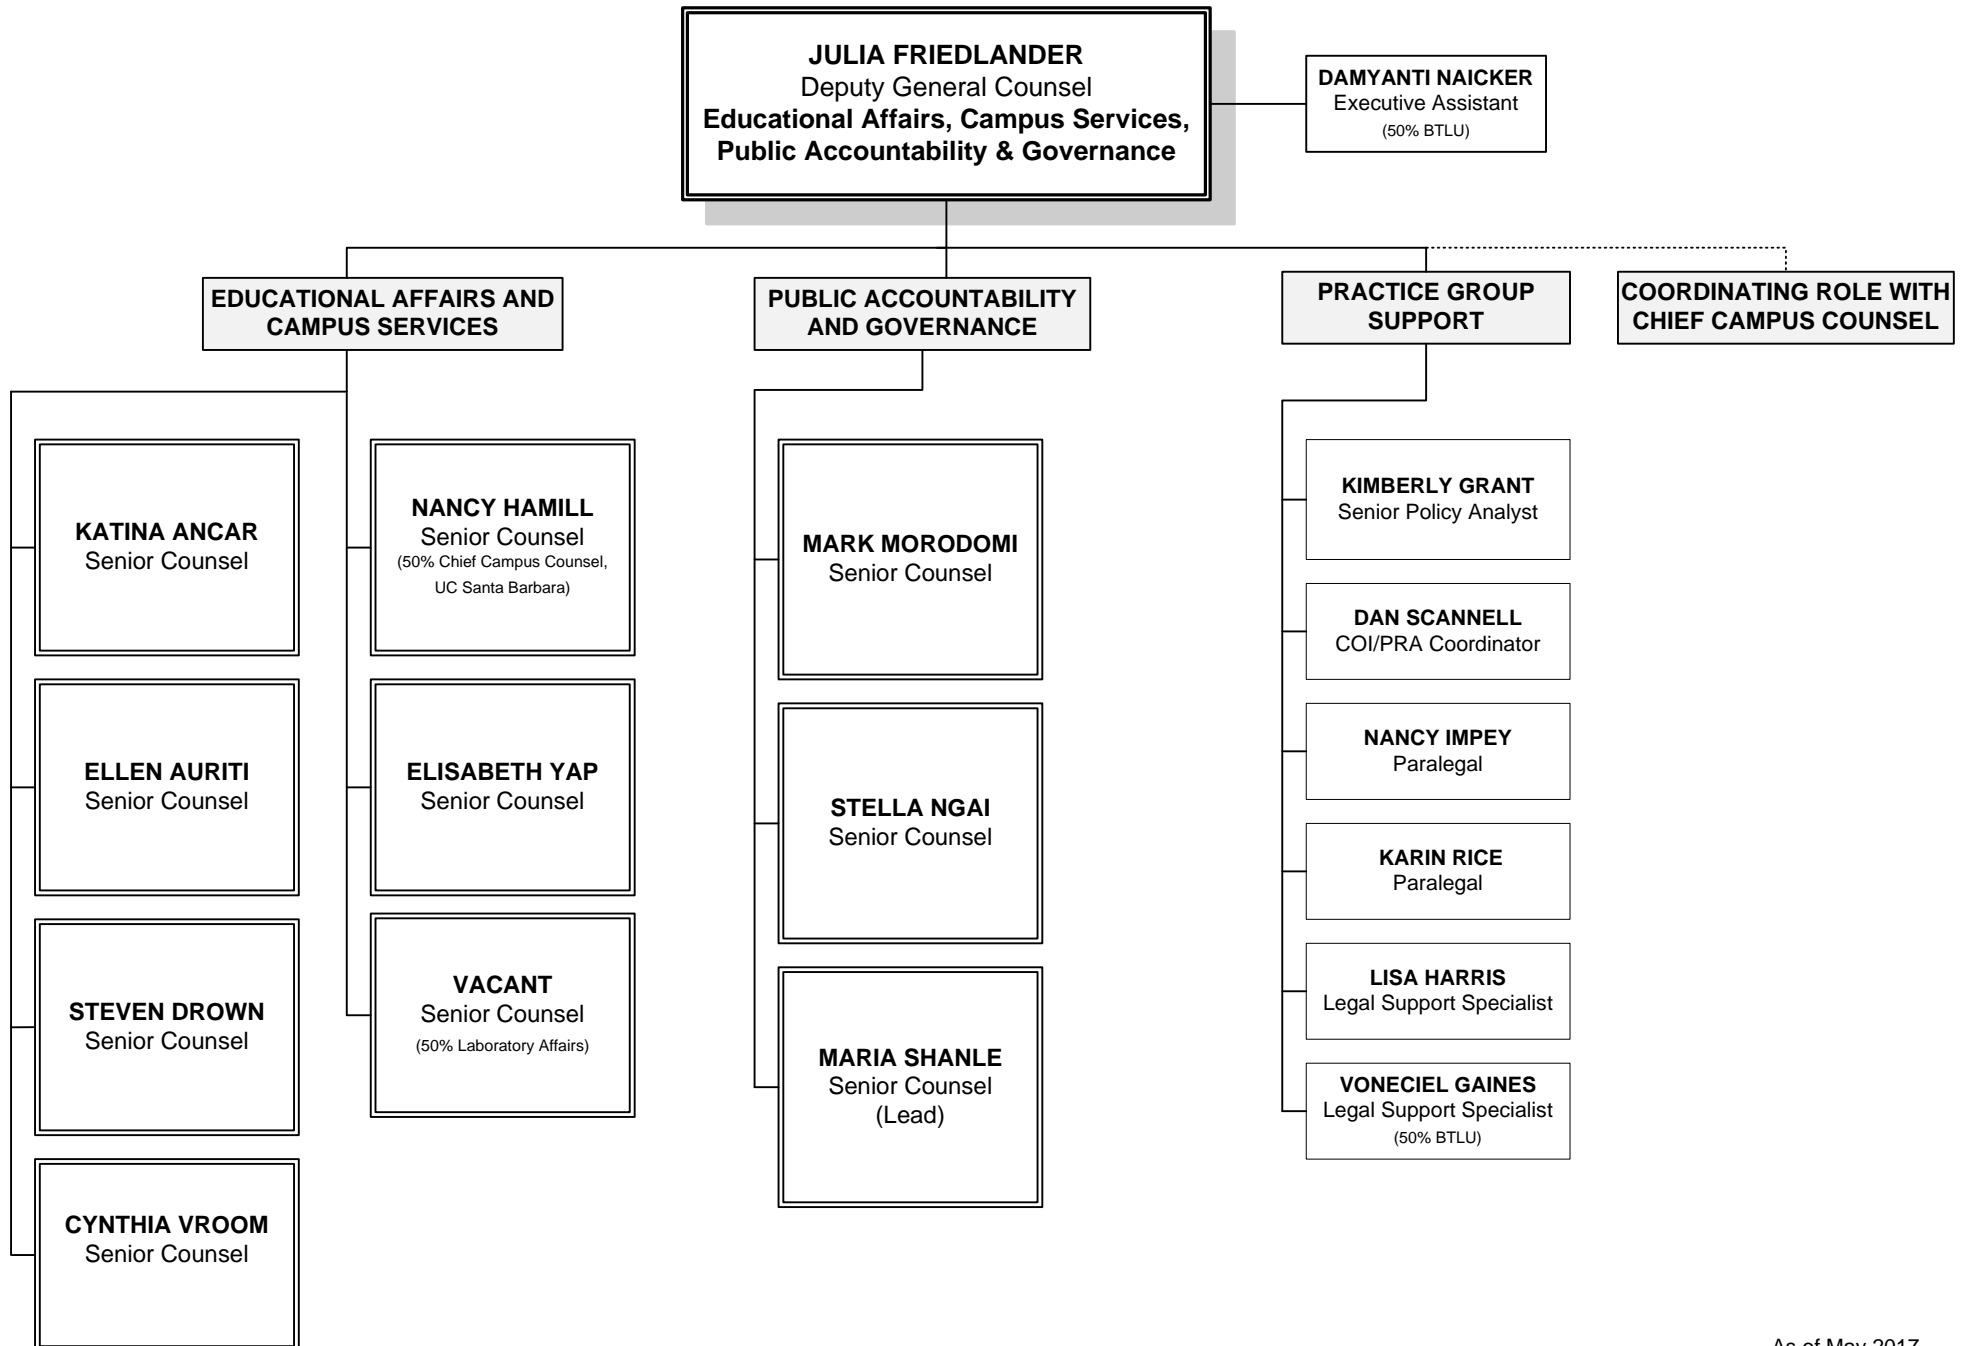 JULIA FRIEDLANDER
Deputy General Counsel
Educational Affairs, Campus Services,
Public Accountability & Governance
DAMYANTI NAICKER
Executive Assistant
(50% BTLU)
EDUCATIONAL AFFAIRS AND
CAMPUS SERVICES
PUBLIC ACCOUNTABILITY
AND GOVERNANCE
PRACTICE GROUP
SUPPORT
COORDINATING ROLE WITH
CHIEF CAMPUS COUNSEL
KATINA ANCAR
Senior Counsel
ELLEN AURITI
Senior Counsel
STEVEN DROWN
Senior Counsel
CYNTHIA VROOM
Senior Counsel
NANCY HAMILL
Senior Counsel
(50% Chief Campus Counsel,
UC Santa Barbara)
ELISABETH YAP
Senior Counsel
VACANT
Senior Counsel
(50% Laboratory Affairs)
MARK MORODOMI
Senior Counsel
STELLA NGAI
Senior Counsel
MARIA SHANLE
Senior Counsel
(Lead)
KIMBERLY GRANT
Senior Policy Analyst
DAN SCANNELL
COI/PRA Coordinator
NANCY IMPEY
Paralegal
KARIN RICE
Paralegal
LISA HARRIS
Legal Support Specialist
VONECIEL GAINES
Legal Support Specialist
(50% BTLU)
As of May 2017